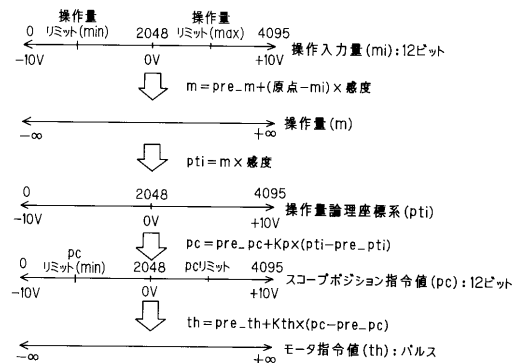 操作量 操作量
0 リミット(min) 2048 リミット(max) 4095
操作入力量(mi):12ビット
-10V 0V +10V
m=pre_m+(原点-mi)×感度
操作量(m)
-∞ +∞
pti=m×感度
0 2048 4095
操作量論理座標系(pti)
-10V 0V +10V
pc=pre_pc+Kp×(pti-pre_pti)
pc
0 リミット(min) 2048 pcリミット 4095
スコープポジション指令値(pc):12ビット
-10V 0V +10V
th=pre_th+Kth×(pc-pre_pc)
モータ指令値(th):パルス
-∞ +∞